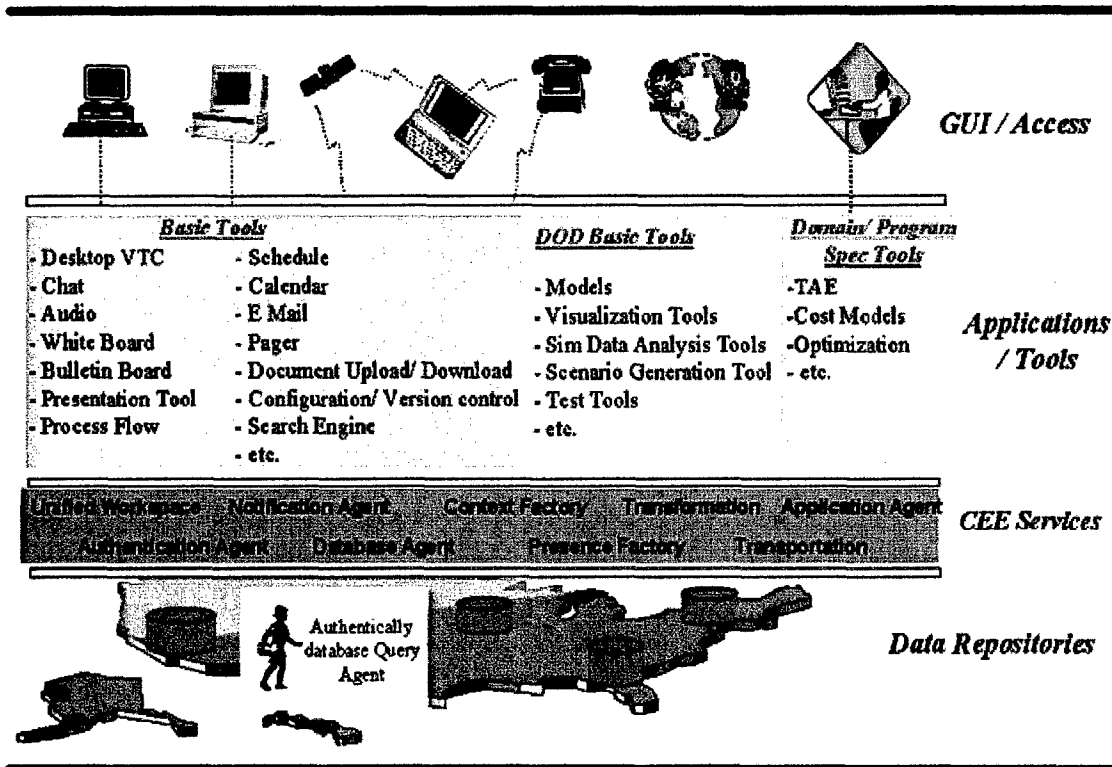 GUI / Access
Basic Tools
- Desktop VTC
- Chat
- Audio
- White Board
- Bulletin Board
- Presentation Tool
- Process Flow
- Schedule
- Calendar
- E Mail
- Pager
- Document Upload/ Download
- Configuration/ Version control
- Search Engine
- etc.
DOD Basic Tools
- Models
- Visualization Tools
- Sim Data Analysis Tools
- Scenario Generation Tool
- Test Tools
- etc.
Domain/ Program
Spec Tools
-TAE
-Cost Models
-Optimization
- etc.
Applications
/ Tools
Unified Workspace Notification Agent Context Factory Transformation Application Agent
Authentication Agent Database Agent Presence Factory Transportation
CEE Services
Authentically
database Query
Agent
Data Repositories